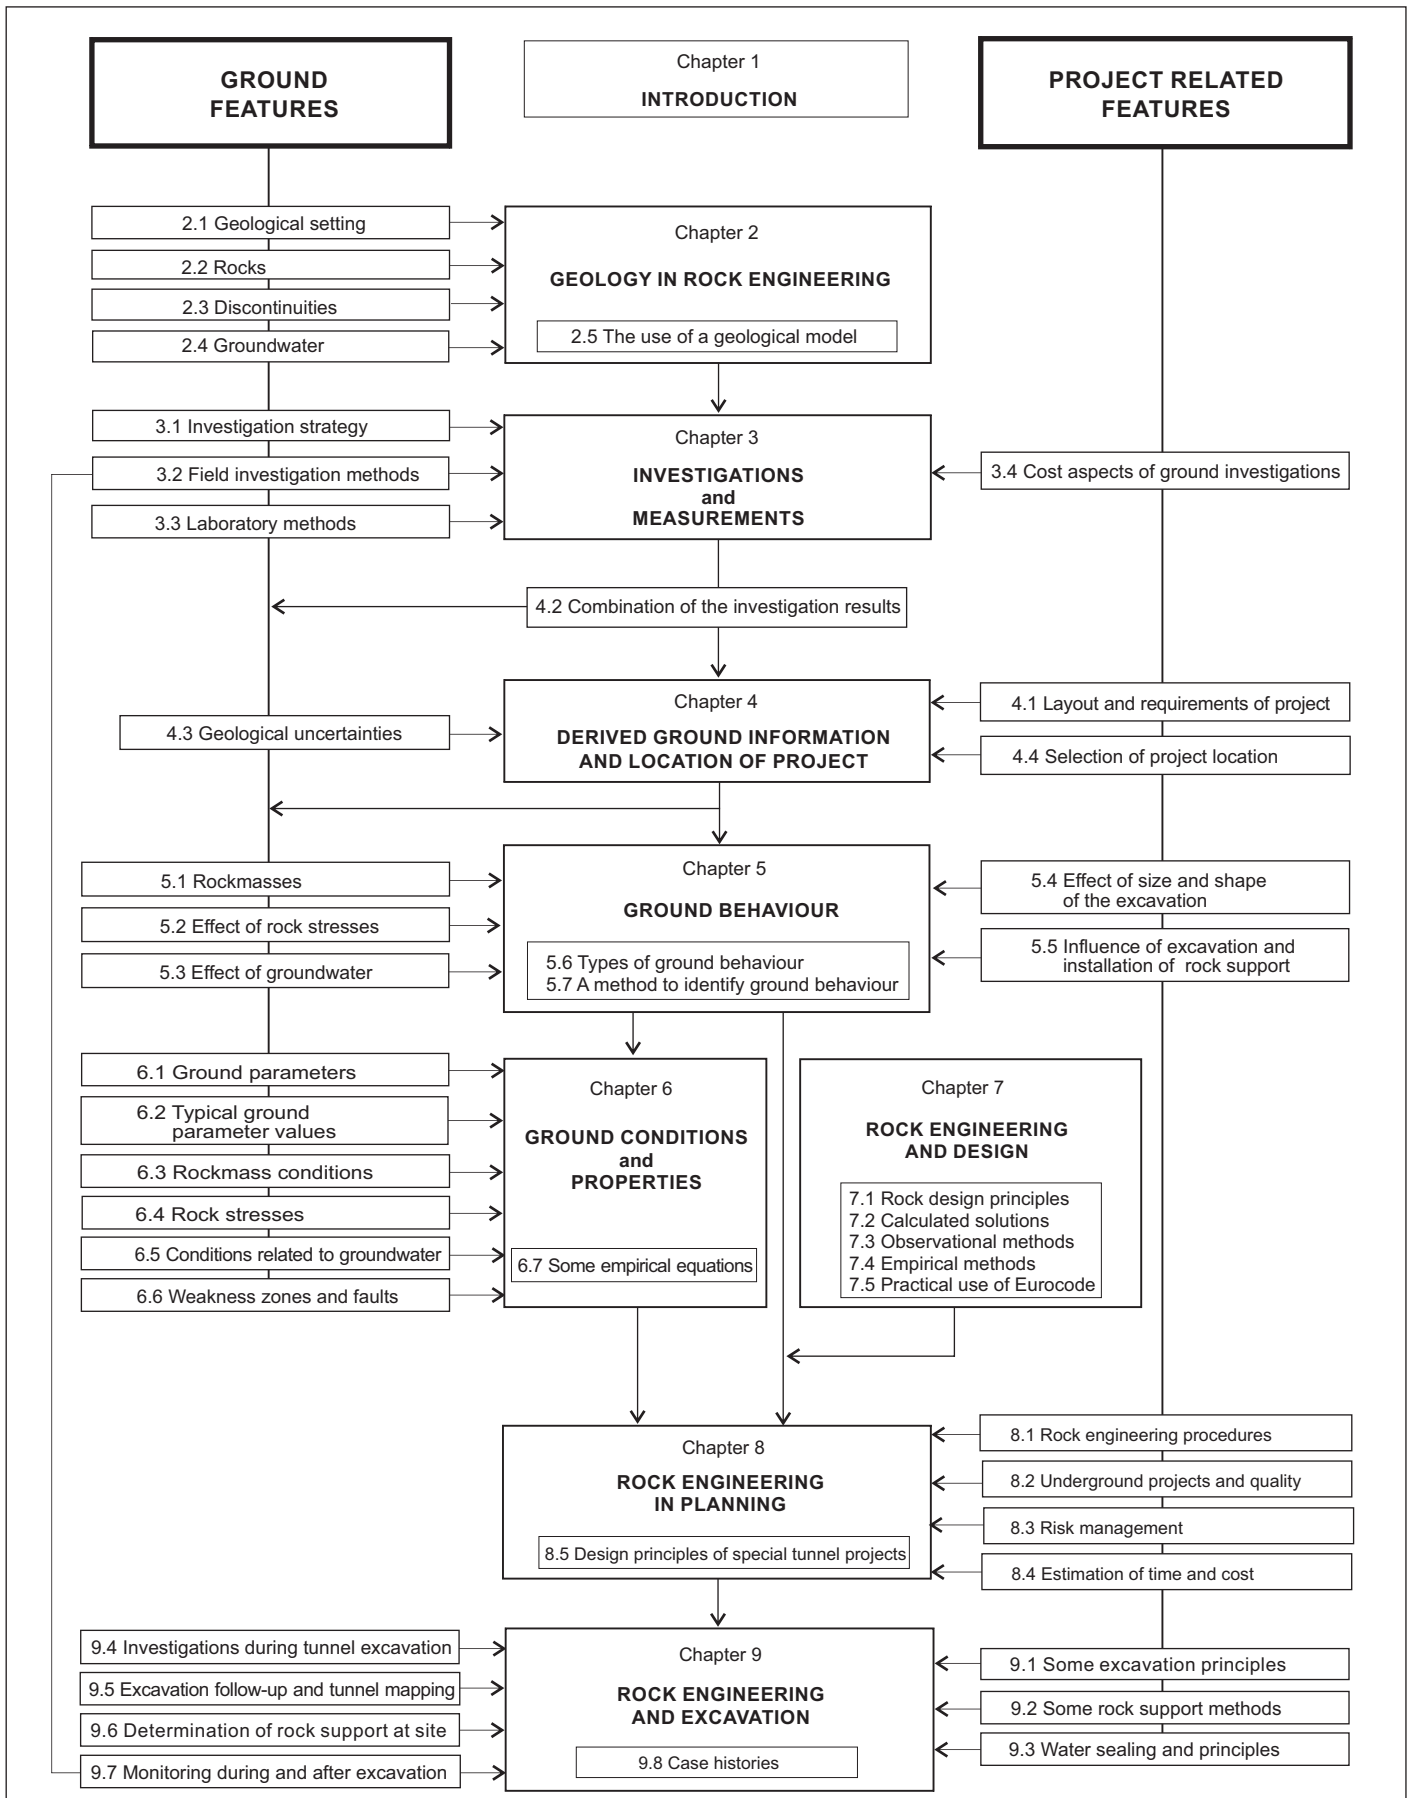 GROUND
FEATURES
Chapter 1
INTRODUCTION
PROJECT RELATED
FEATURES
2.1 Geological setting
2.2 Rocks
2.3 Discontinuities
2.4 Groundwater
Chapter 2
GEOLOGY IN ROCK ENGINEERING
2.5 The use of a geological model
3.1 Investigation strategy
3.2 Field investigation methods
3.3 Laboratory methods
Chapter 3
INVESTIGATIONS
and
MEASUREMENTS
3.4 Cost aspects of ground investigations
4.2 Combination of the investigation results
4.3 Geological uncertainties
Chapter 4
DERIVED GROUND INFORMATION
AND LOCATION OF PROJECT
4.1 Layout and requirements of project
4.4 Selection of project location
5.1 Rockmasses
5.2 Effect of rock stresses
5.3 Effect of groundwater
Chapter 5
GROUND BEHAVIOUR
5.6 Types of ground behaviour
5.7 A method to identify ground behaviour
5.4 Effect of size and shape
of the excavation
5.5 Influence of excavation and
installation of rock support
6.1 Ground parameters
6.2 Typical ground
parameter values
6.3 Rockmass conditions
6.4 Rock stresses
6.5 Conditions related to groundwater
6.6 Weakness zones and faults
Chapter 6
GROUND CONDITIONS
and
PROPERTIES
6.7 Some empirical equations
Chapter 7
ROCK ENGINEERING
AND DESIGN
7.1 Rock design principles
7.2 Calculated solutions
7.3 Observational methods
7.4 Empirical methods
7.5 Practical use of Eurocode
Chapter 8
ROCK ENGINEERING
IN PLANNING
8.5 Design principles of special tunnel projects
8.1 Rock engineering procedures
8.2 Underground projects and quality
8.3 Risk management
8.4 Estimation of time and cost
9.4 Investigations during tunnel excavation
9.5 Excavation follow-up and tunnel mapping
9.6 Determination of rock support at site
9.7 Monitoring during and after excavation
Chapter 9
ROCK ENGINEERING
AND EXCAVATION
9.8 Case histories
9.1 Some excavation principles
9.2 Some rock support methods
9.3 Water sealing and principles